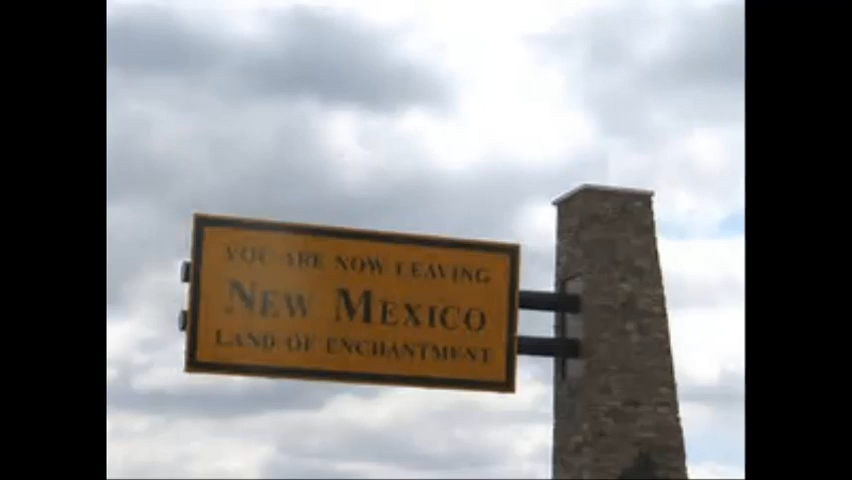 YOU ARE NOW LEAVING
NEW MEXICO
LAND OF ENCHANTMENT